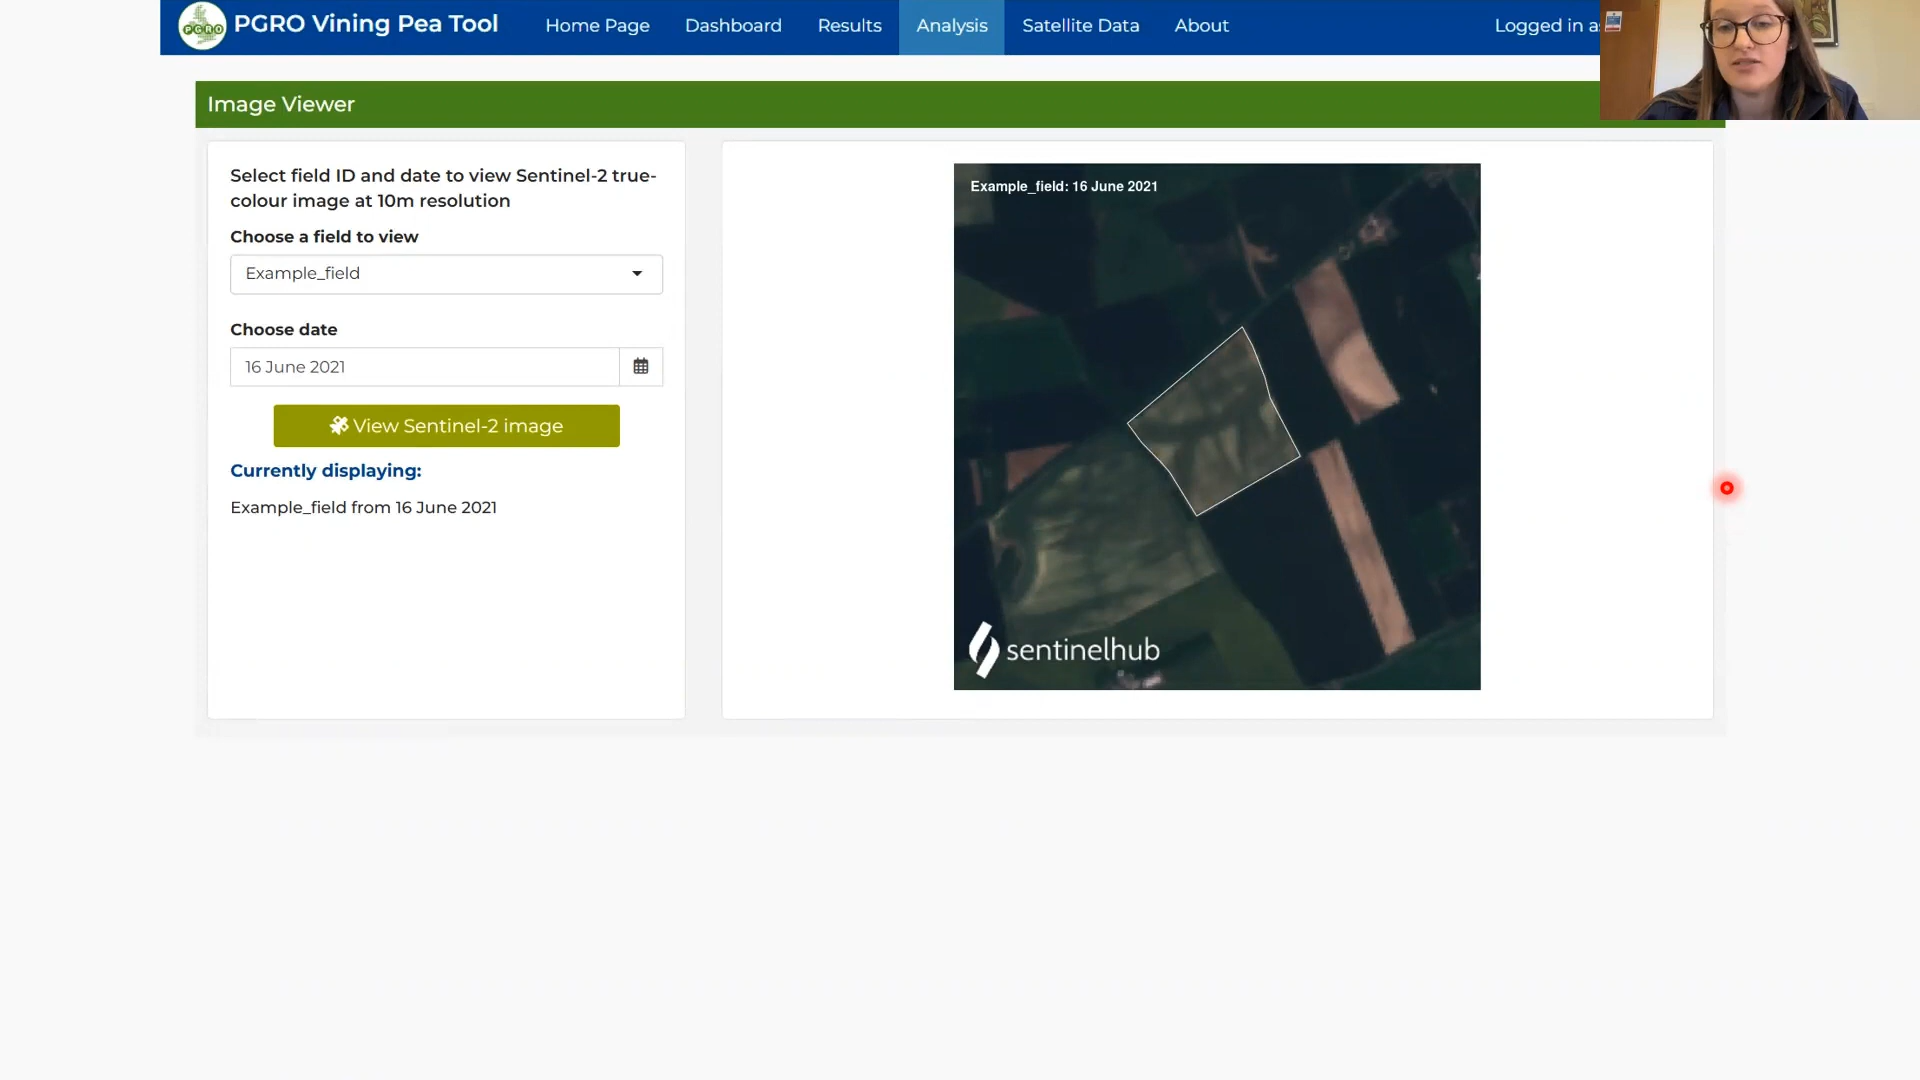 PGRO
PGRO Vining Pea Tool
Home Page
Dashboard
Results
Analysis
Satellite Data
About
Logged in as
Image Viewer
Select field ID and date to view Sentinel-2 true-
colour image at 10m resolution
Choose a field to view
Example_field
Choose date
16 June 2021
View Sentinel-2 image
Currently displaying:
Example_field from 16 June 2021
Example_field: 16 June 2021
sentinelhub